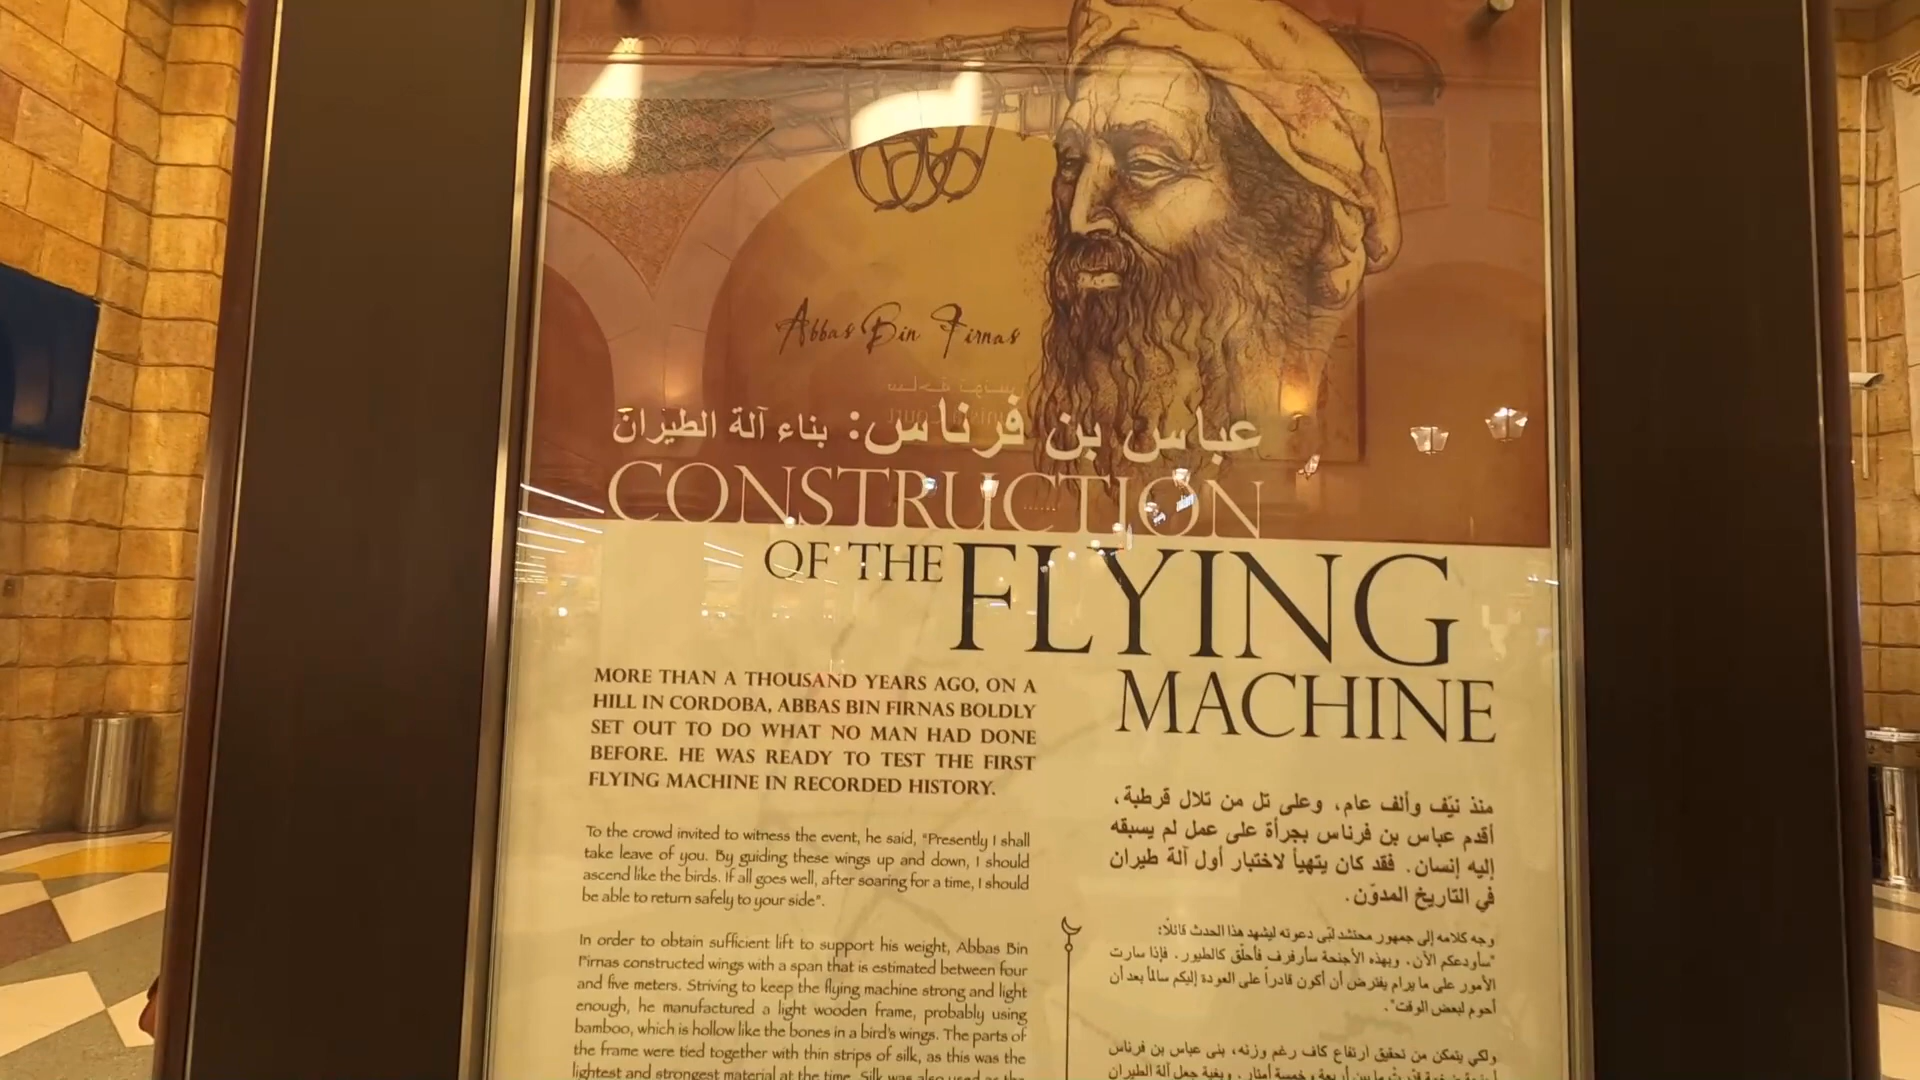 Abbas Bin Firnas
عباس بن فرناس: بناء آلة الطيران
CONSTRUCTION
OF THE FLYING
MACHINE
MORE THAN A THOUSAND YEARS AGO, ON A
HILL IN CORDOBA, ABBAS BIN FIRNAS BOLDLY
SET OUT TO DO WHAT NO MAN HAD DONE
BEFORE. HE WAS READY TO TEST THE FIRST
FLYING MACHINE IN RECORDED HISTORY.
To the crowd invited to witness the event, he said, "Presently I shall
take leave of you. By guiding these wings up and down, I should
ascend like the birds. If all goes well, after soaring for a time, I should
be able to return safely to your side".
In order to obtain sufficient lift to support his weight, Abbas Bin
Firnas constructed wings with a span that is estimated between four
and five meters. Striving to keep the flying machine strong and light
enough, he manufactured a light wooden frame, probably using
bamboo, which is hollow like the bones in a bird's wings. The parts of
the frame were tied together with thin strips of silk, as this was the
lightest and strongest material at the time. Silk was also used as the
منذ نيّف وألف عام، وعلى تل من تلال قرطبة،
أقدم عباس بن فرناس بجرأة على عمل لم يسبقه
إليه إنسان. فقد كان يتهيأ لاختبار أول آلة طيران
في التاريخ المدوّن.
وجه كلامه إلى جمهور محتشد لبّى دعوته ليشهد هذا الحدث قائلًا:
"سأودعكم الآن. وبهذه الأجنحة سأرفرف فأحلّق كالطيور. فإذا سارت
الأمور على ما يرام يفترض أن أكون قادراً على العودة إليكم سالماً بعد أن
أحوم لبعض الوقت".
ولكي يتمكن من تحقيق ارتفاع كاف رغم وزنه، بنى عباس بن فرناس